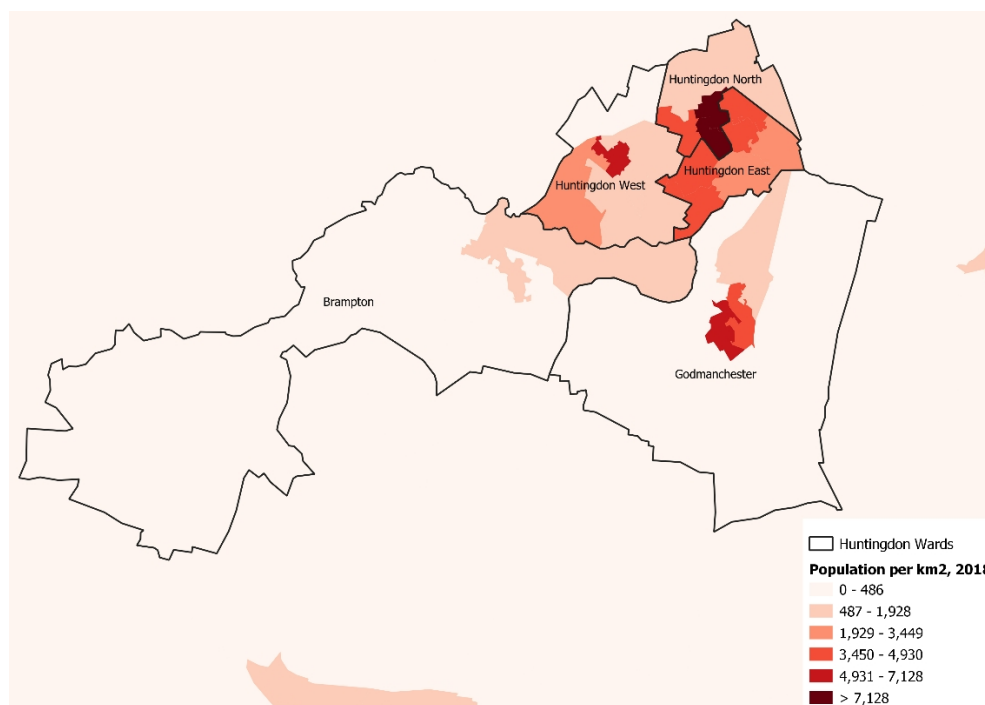 Huntingdon North
Huntingdon East
Huntingdon West
Brampton
Godmanchester
Huntingdon Wards
Population per km2, 2018
0 - 486
487 - 1,928
1,929 - 3,449
3,450 - 4,930
4,931 - 7,128
> 7,128